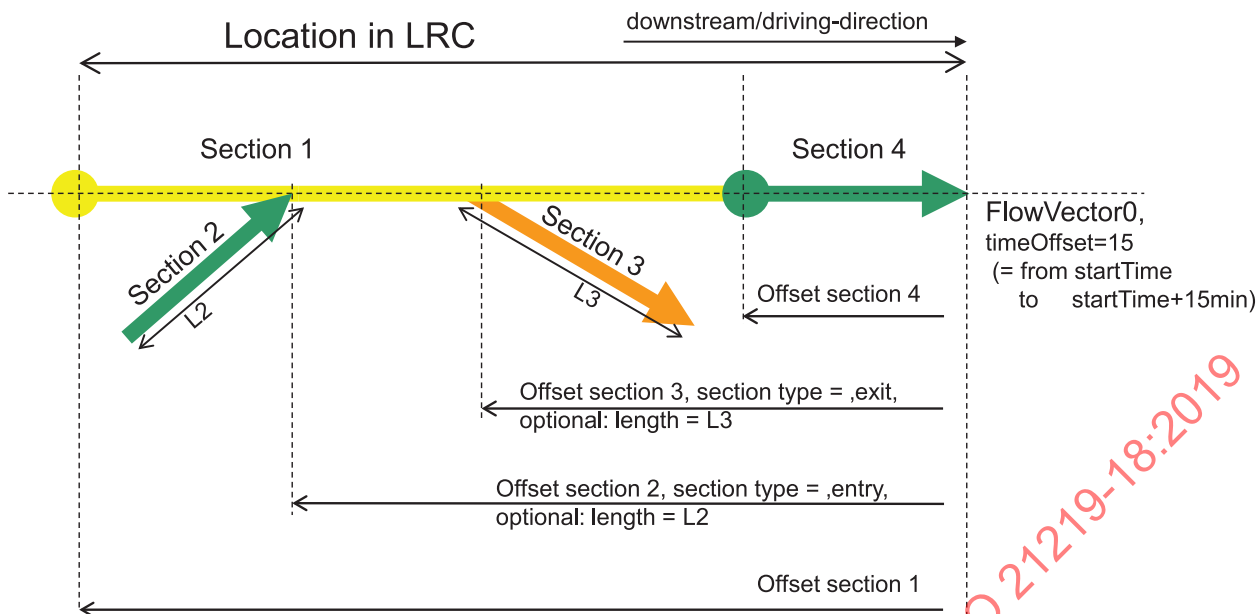 downstream/driving-direction
Location in LRC
Section 1
Section 4
Section 2
L2
Section 3
L3
FlowVector0,
timeOffset=15
(= from startTime
to startTime+15min)
Offset section 4
Offset section 3, section type = ,exit,
optional: length = L3
Offset section 2, section type = ,entry,
optional: length = L2
Offset section 1
21219-18:2019